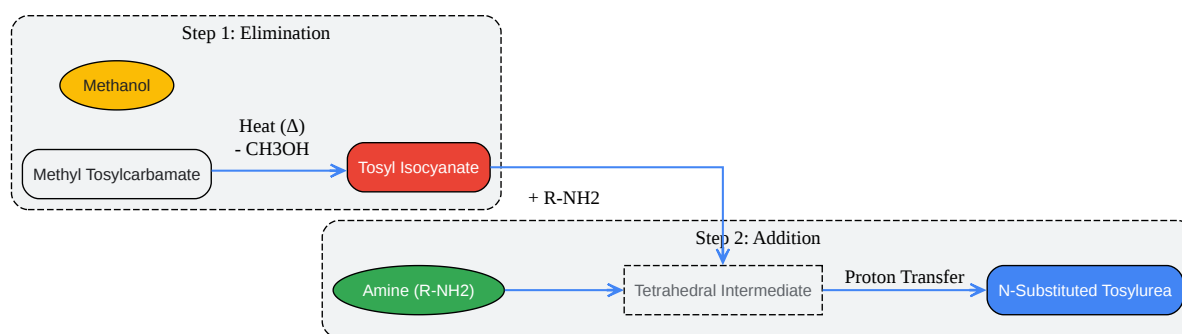 Step 1: Elimination
Methanol
Heat (Δ)
- CH3OH
Methyl Tosylcarbamate
Tosyl Isocyanate
+ R-NH2
Step 2: Addition
Amine (R-NH2)
Tetrahedral Intermediate
Proton Transfer
N-Substituted Tosylurea